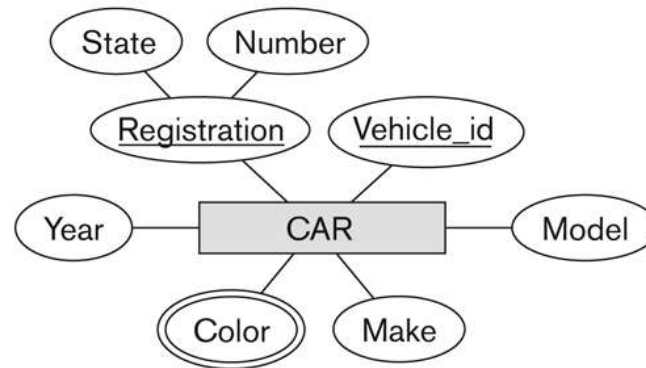 State
Number
Registration
Vehicle_id
Year
CAR
Model
Color
Make